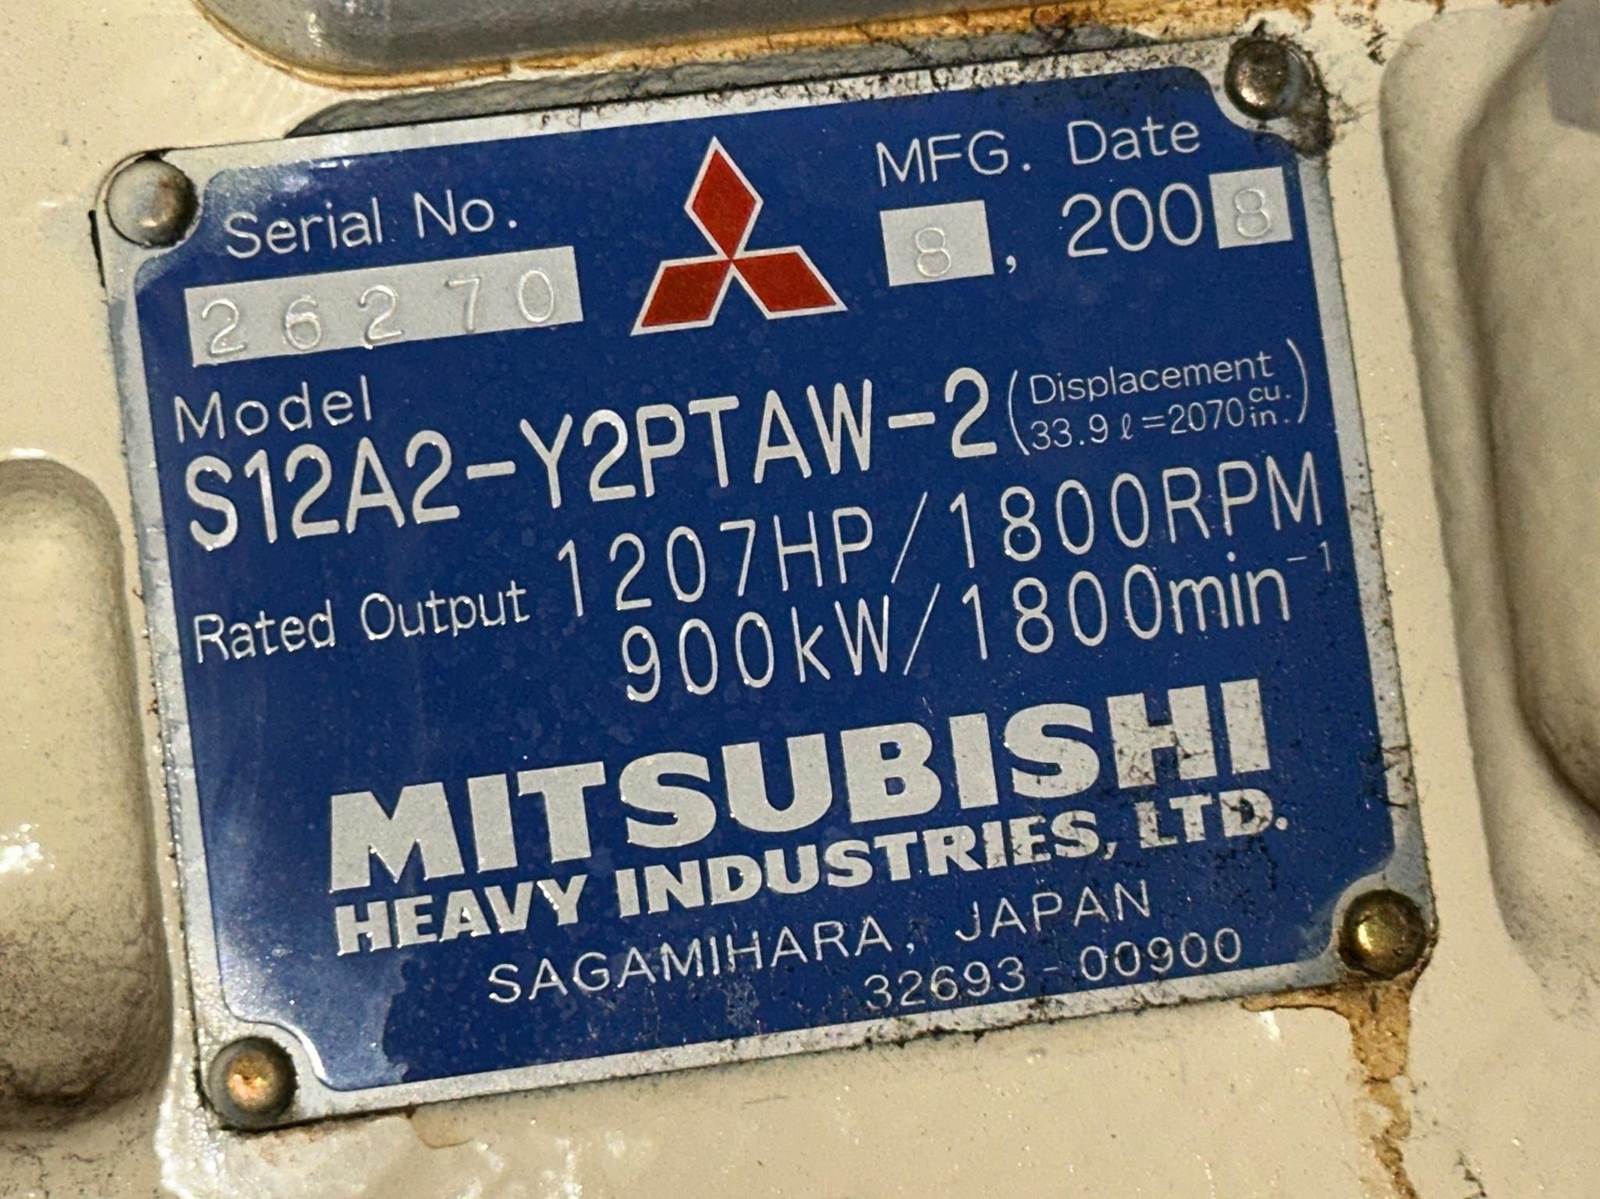 Serial No.
26270
MFG. Date
8, 2008
Model
S12A2-Y2PTAW-2 (Displacement 33.9ℓ=2070 cu. in.)
Rated Output 1207HP/1800RPM
900kW/1800min⁻¹
MITSUBISHI
HEAVY INDUSTRIES, LTD.
SAGAMIHARA, JAPAN
32693-00900